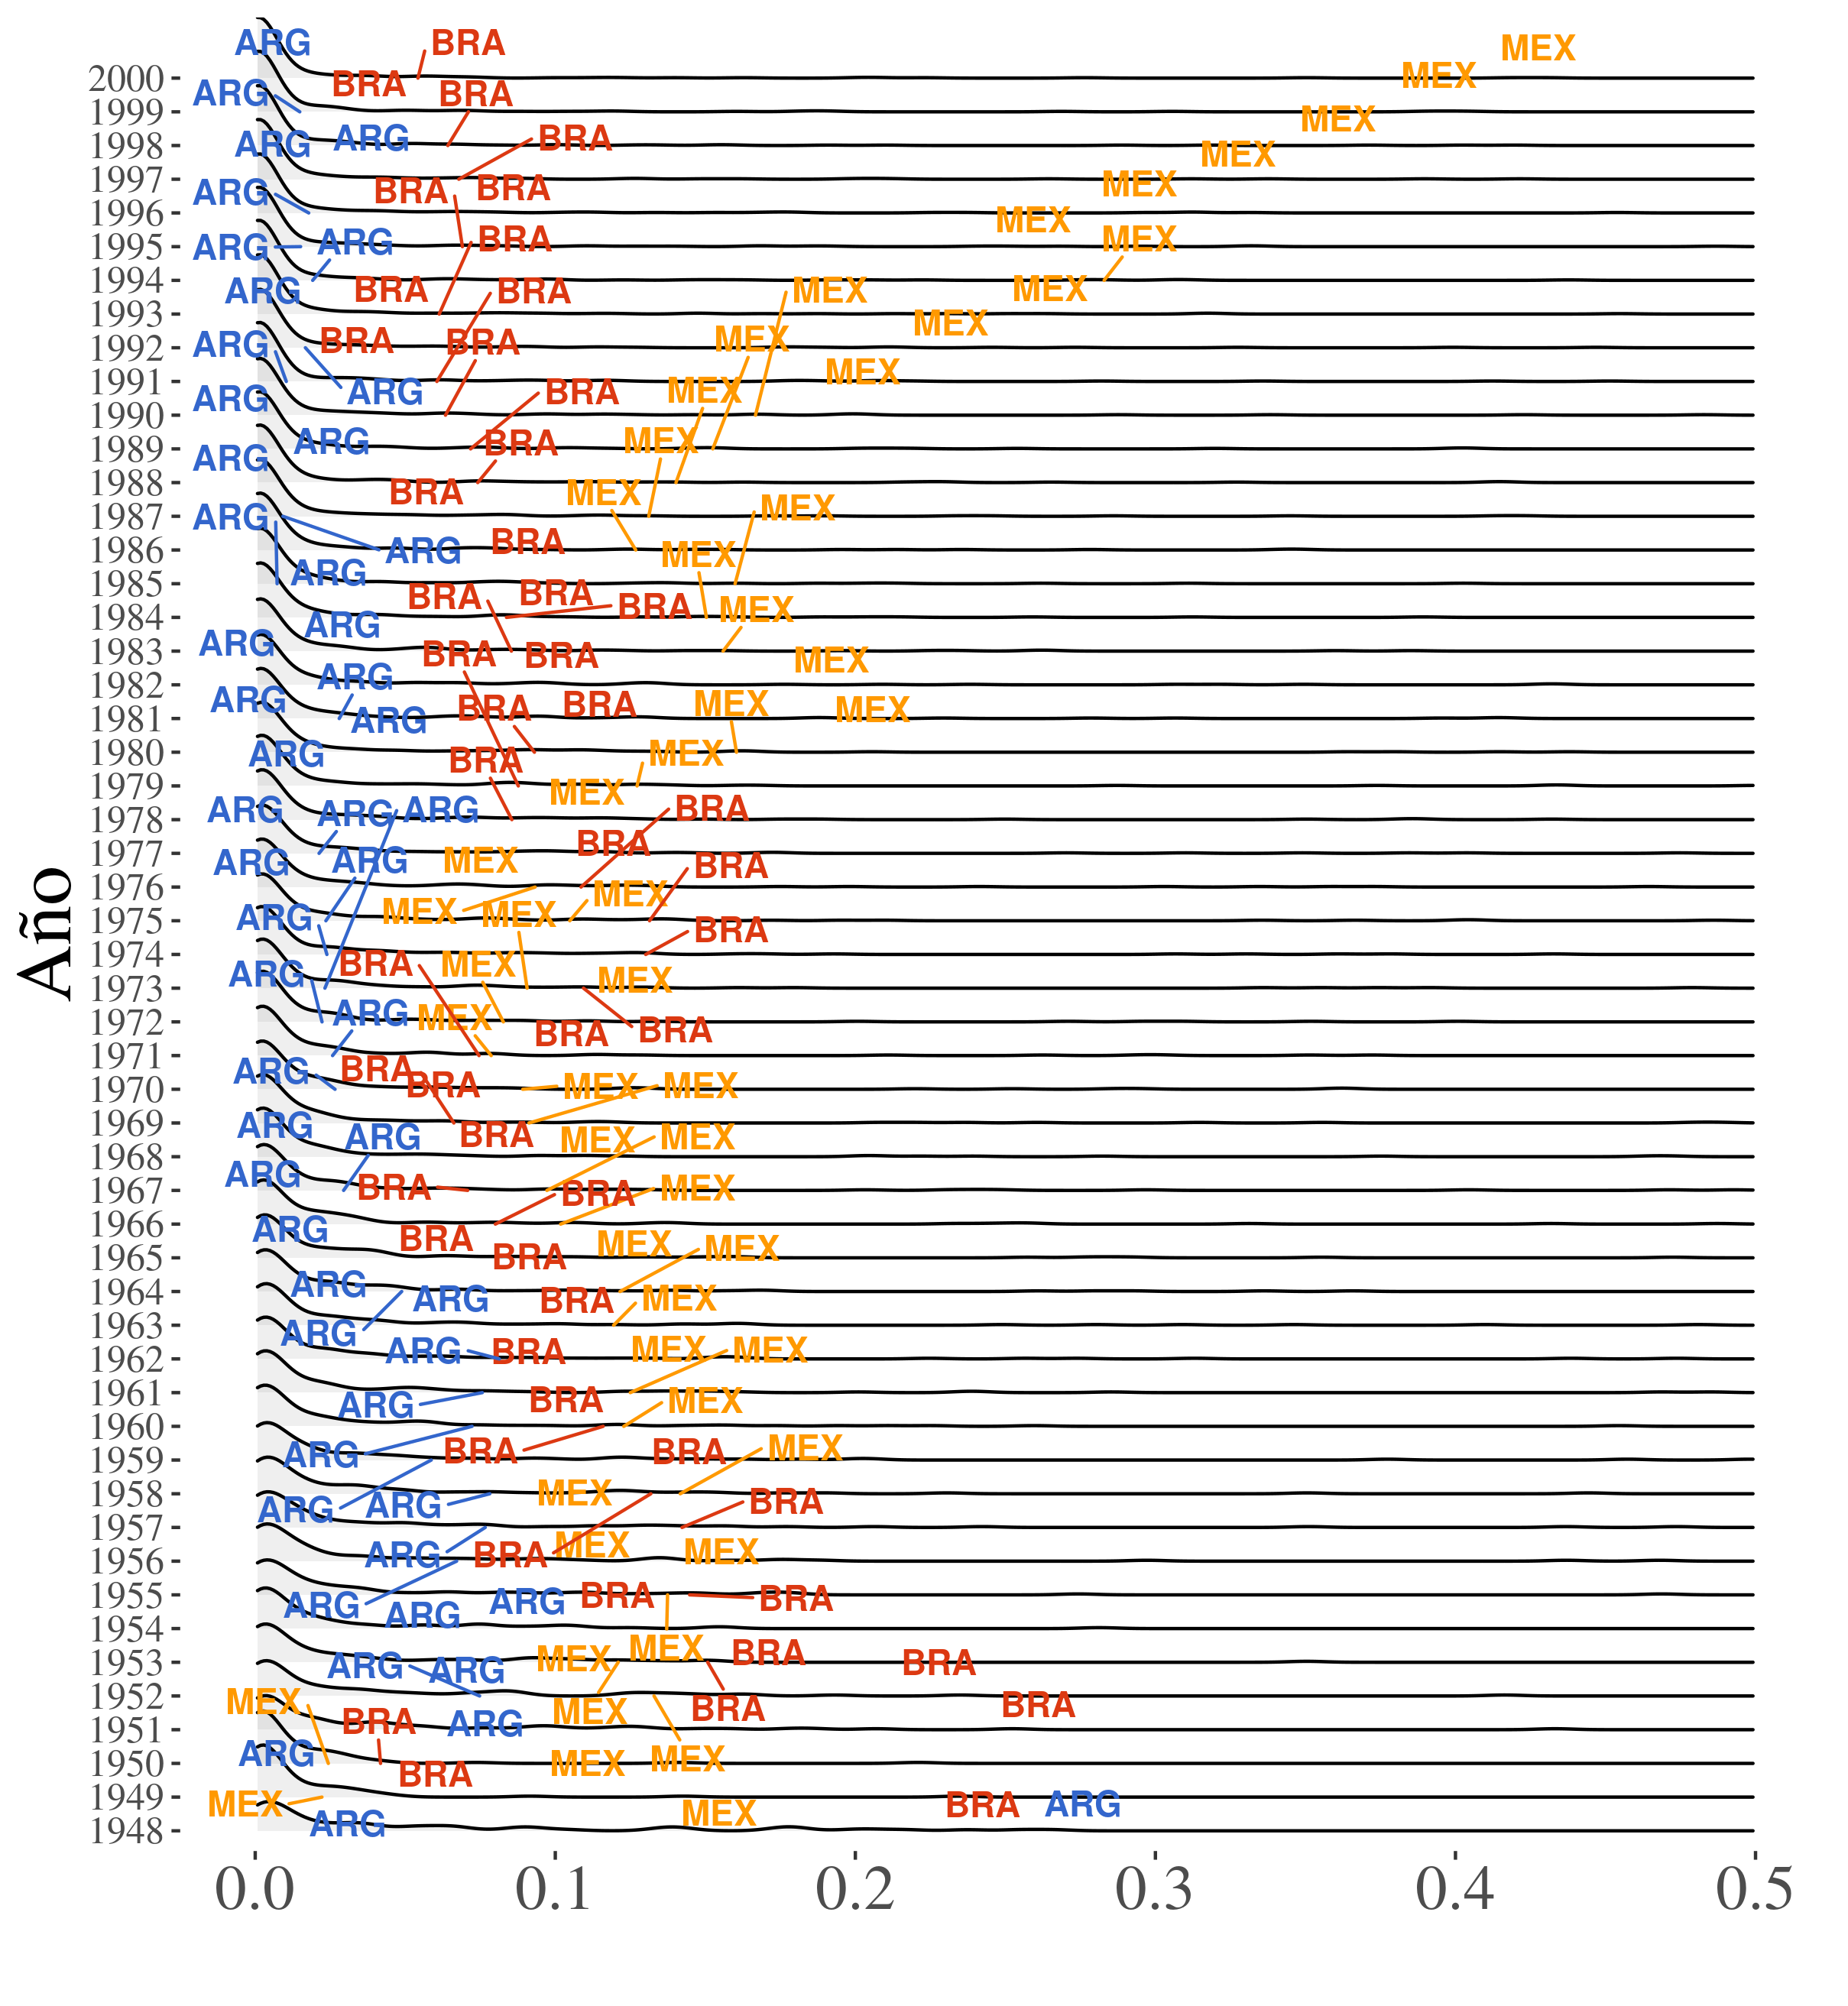 ARG BRA MEX
2000 BRA MEX
ARG BRA
1999 MEX
ARG ARG BRA
1998 MEX
1997 ARG BRA BRA MEX
1996 MEX
1995 ARG ARG BRA MEX
1994 ARG BRA BRA MEX MEX
1993 MEX
1992 ARG BRA BRA MEX
1991 ARG BRA MEX MEX
1990 ARG
1989 ARG BRA MEX
1988 ARG BRA MEX
1987 ARG MEX
1986 ARG BRA MEX
1985 ARG BRA BRA
1984 ARG BRA MEX
1983 ARG BRA BRA MEX
1982 ARG
1981 ARG ARG BRA BRA MEX MEX
1980 ARG BRA MEX
1979 MEX
1978 ARG ARG ARG BRA
1977 ARG ARG MEX BRA
1976 BRA MEX
1975 ARG MEX MEX BRA
1974 BRA MEX
1973 ARG MEX
1972 ARG MEX BRA BRA
1971
1970 ARG BRA BRA MEX MEX
1969 ARG BRA
1968 ARG MEX MEX
1967 ARG BRA BRA MEX
1966 ARG BRA
1965 BRA MEX MEX
1964 ARG ARG BRA MEX
1963 ARG
1962 ARG BRA MEX MEX
1961 ARG BRA MEX
1960
1959 ARG BRA BRA MEX
1958 ARG ARG MEX BRA
1957
1956 ARG BRA MEX MEX
1955 ARG ARG BRA BRA
1954 ARG MEX
1953 ARG ARG MEX BRA BRA
1952 MEX MEX BRA BRA
1951 BRA ARG
1950 ARG BRA MEX MEX
1949 MEX BRA ARG
1948 ARG MEX
Año
0.0 0.1 0.2 0.3 0.4 0.5